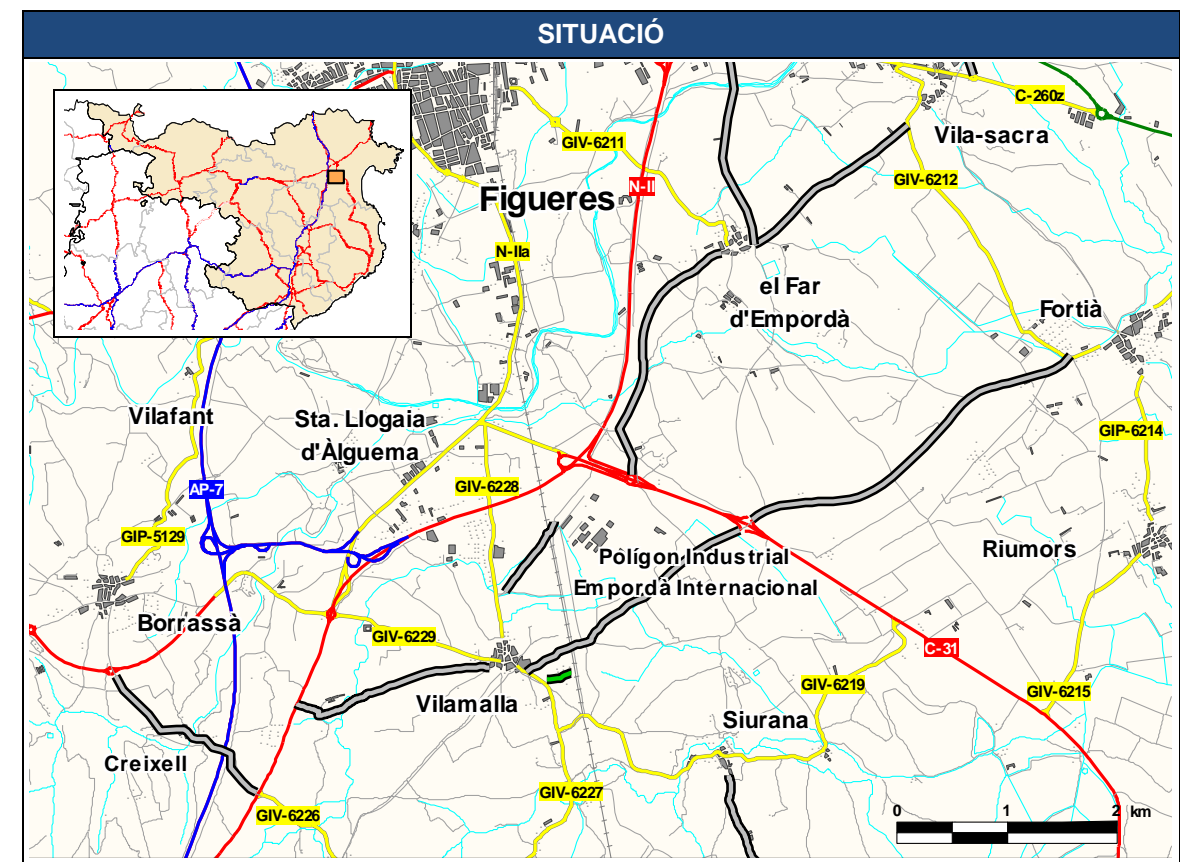 SITUACIÓ
C-260z
Vila-sacra
GIV-6211
GIV-6212
N-II
Figueres
N-IIa
el Far
d'Empordà
Fortià
Vilafant
Sta. Llogaia
d'Àlguema
GIP-6214
AP-7
GIV-6228
GIP-5129
Polígon Industrial
Empordà Internacional
Riumors
Borrassà
GIV-6229
C-31
GIV-6219
GIV-6215
Vilamalla
Siurana
Creixell
GIV-6227
GIV-6226
0 1 2 km